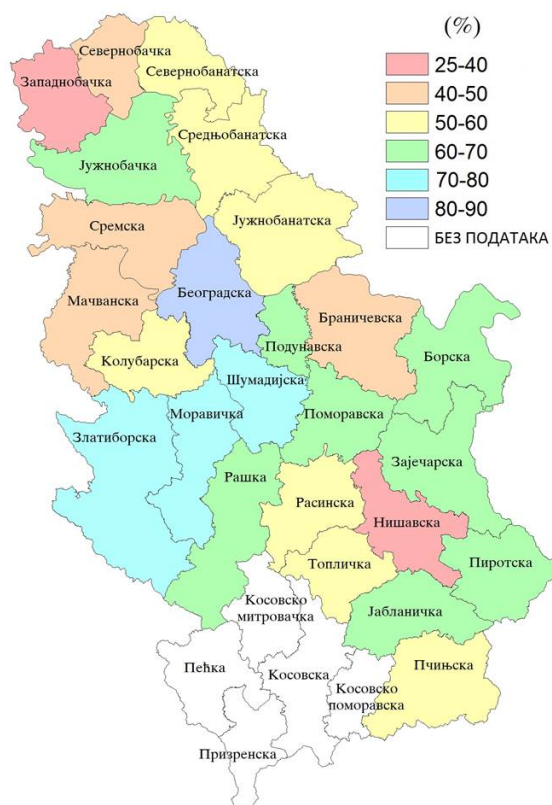 (%)
25-40
40-50
50-60
60-70
70-80
80-90
БЕЗ ПОДАТАКА
Севернобачка
Севернобанатска
Западнобачка
Средњобанатска
Јужнобачка
Јужнобанатска
Сремска
Београдска
Мачванска
Браничевска
Подунавска
Борска
Колубарска
Шумадијска
Моравичка
Поморавска
Златиборска
Зајечарска
Рашка
Расинска
Нишавска
Топличка
Пиротска
Косовско
митровачка
Јабланичка
Пећка
Косовска
Косовско
поморавска
Пчињска
Призренска